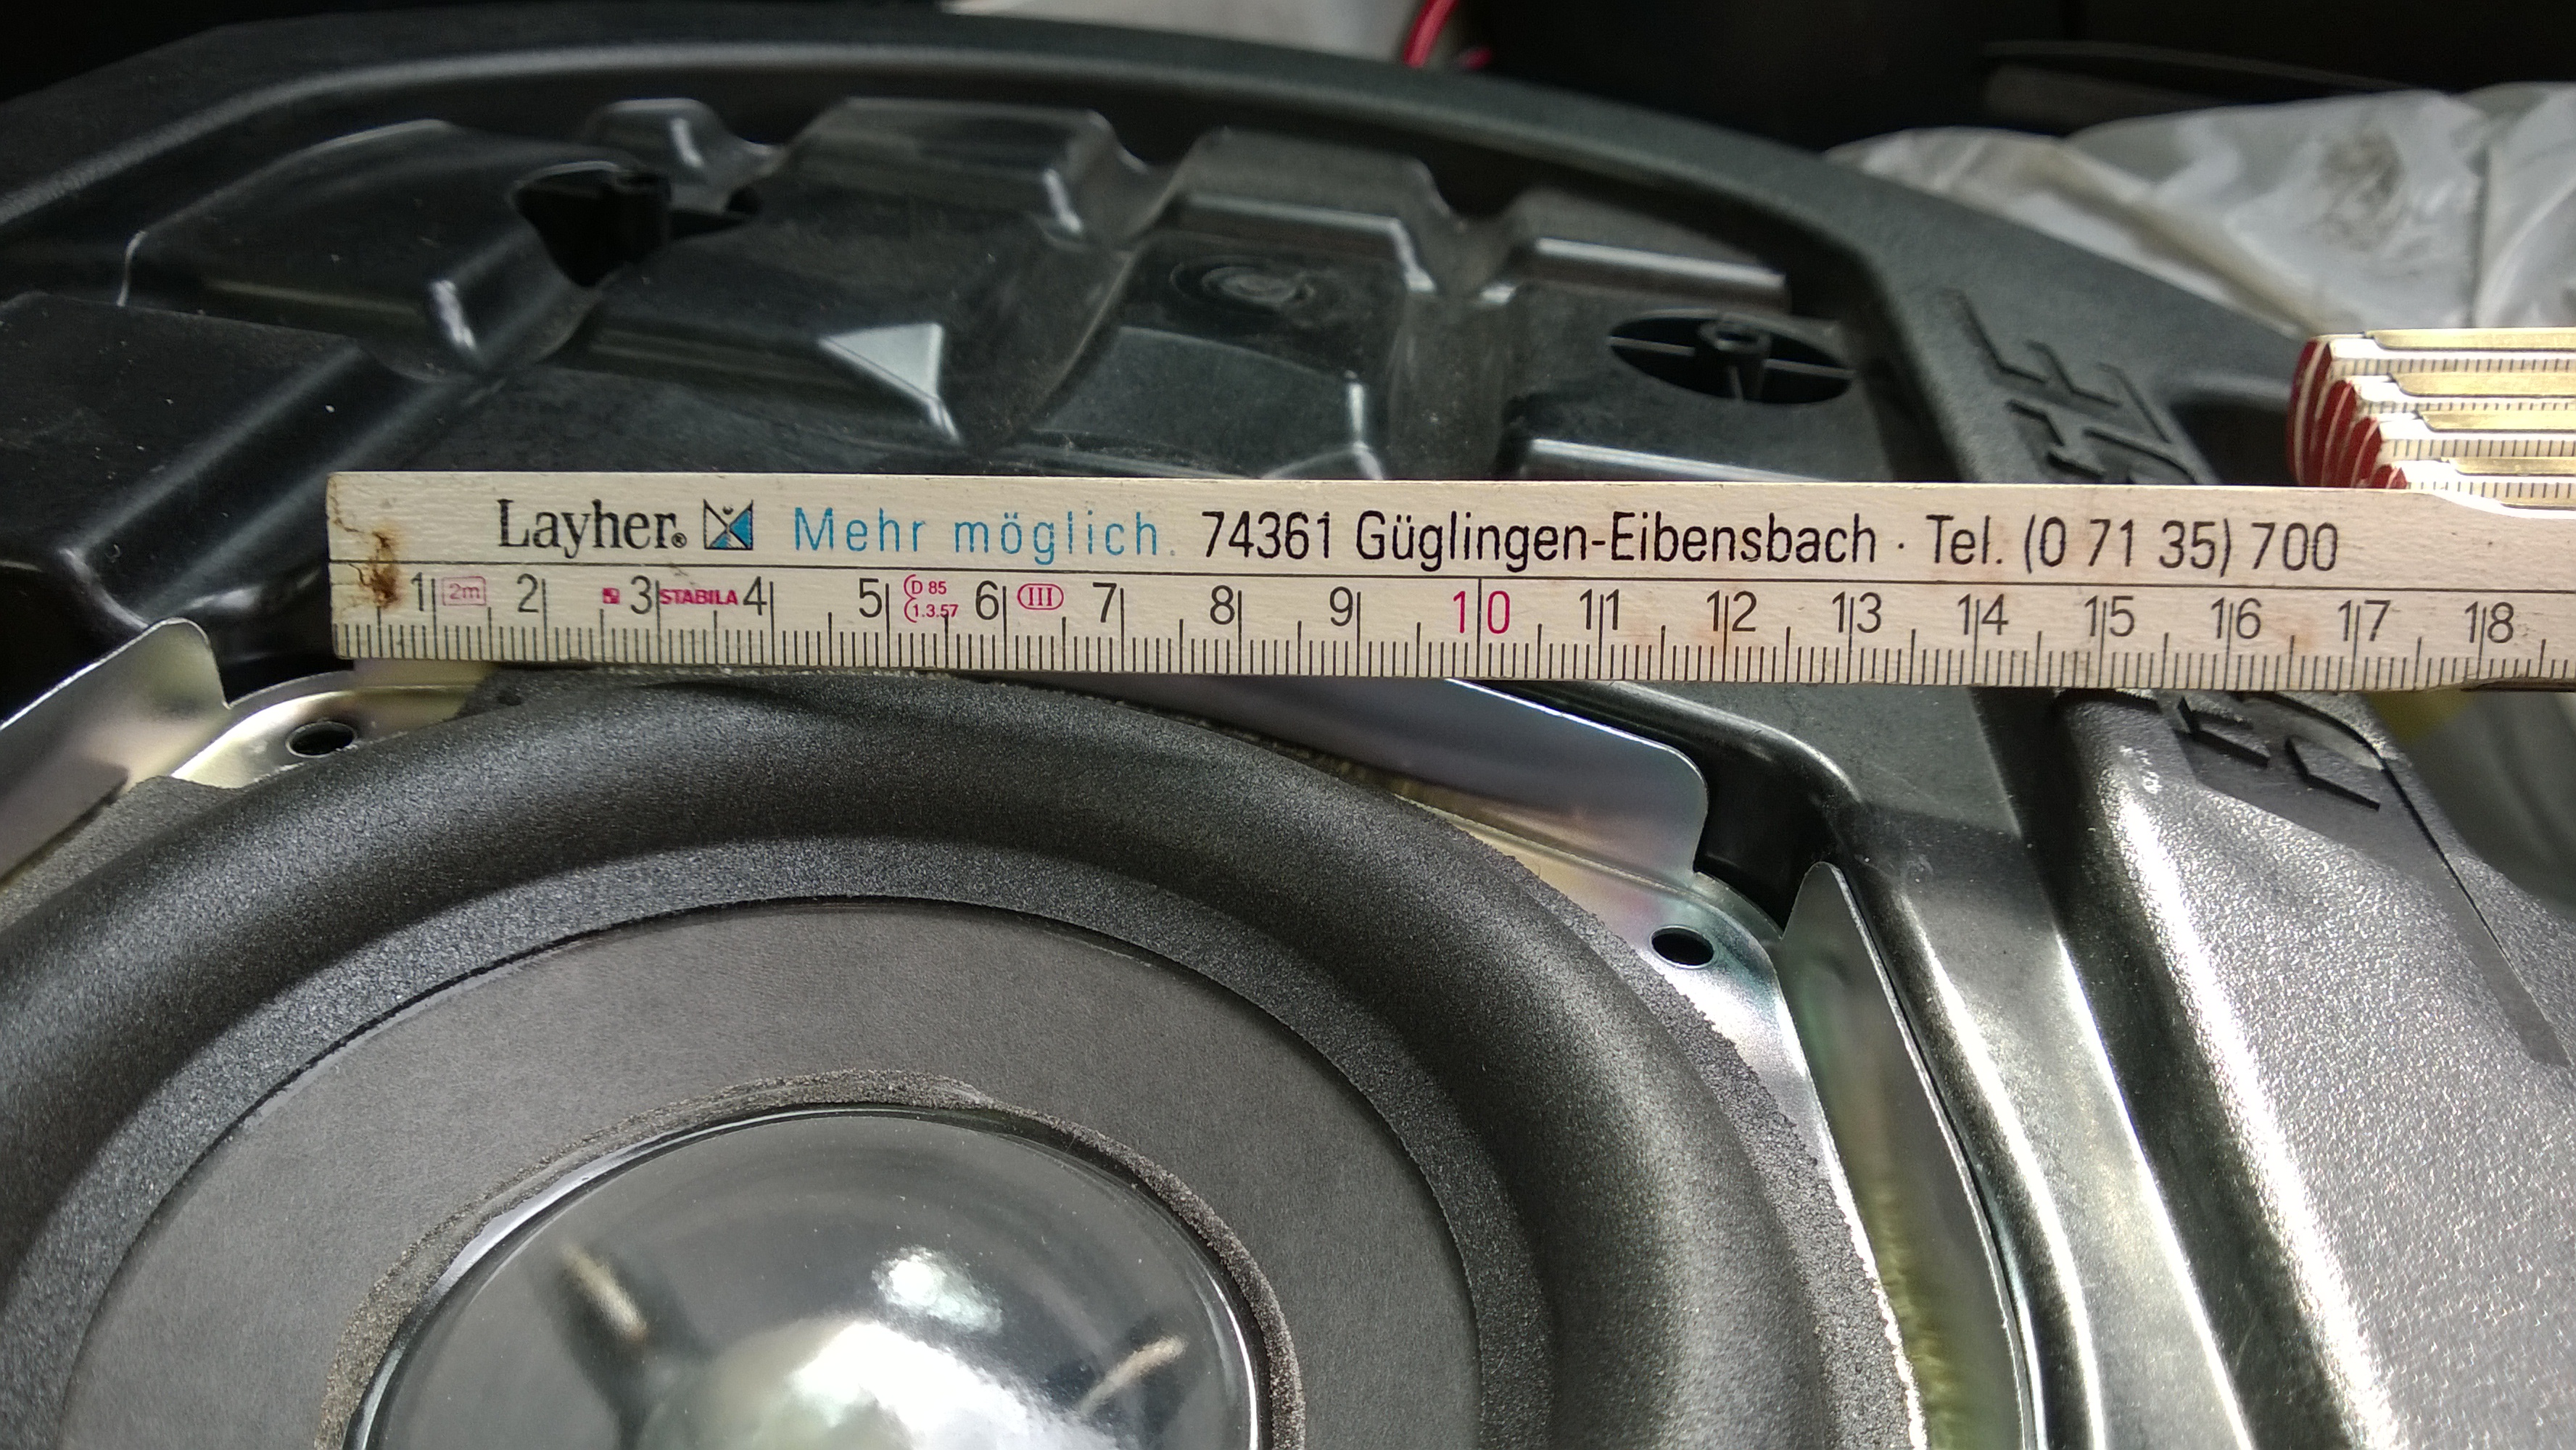 Layher® Mehr möglich. 74361 Güglingen-Eibensbach · Tel. (0 71 35) 700
1 2m 2 3 STABILA 4 5 D 85 6 III 7 8 9 10 11 12 13 14 15 16 17 18
1.3.57